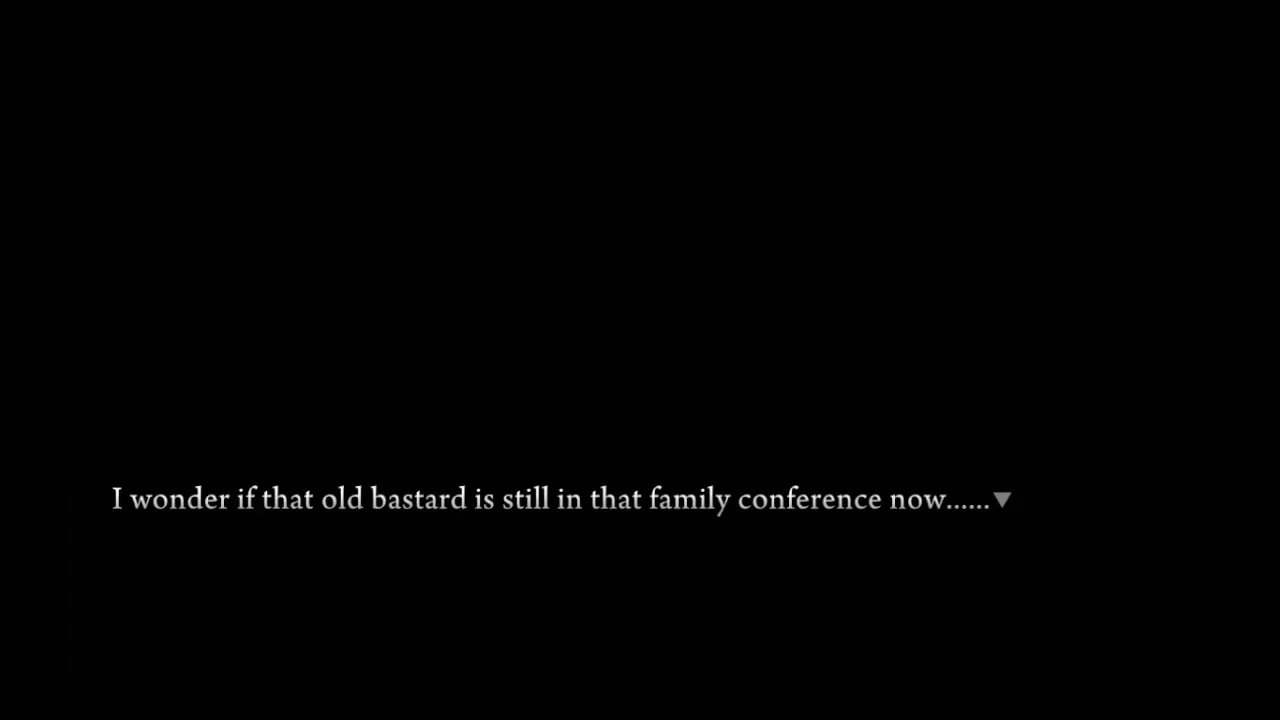 I wonder if that old bastard is still in that family conference now......▼